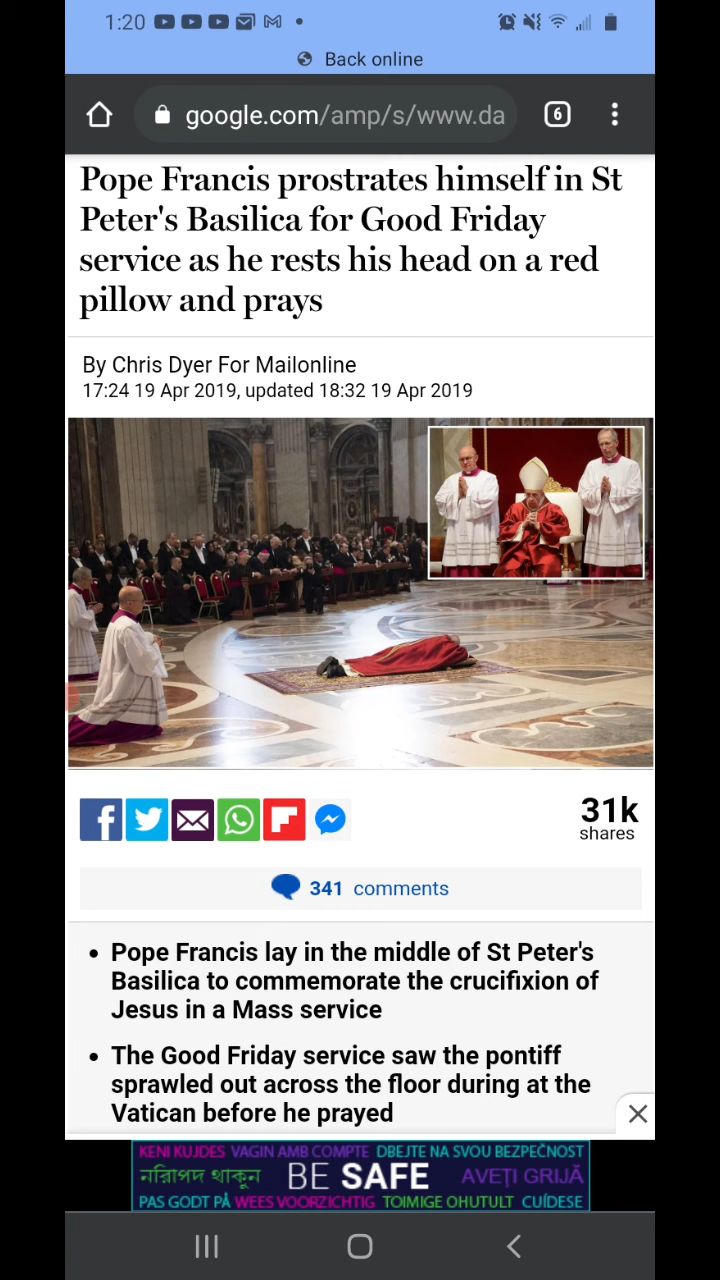 1:20
Back online
google.com/amp/s/www.da
6
Pope Francis prostrates himself in St
Peter's Basilica for Good Friday
service as he rests his head on a red
pillow and prays
By Chris Dyer For Mailonline
17:24 19 Apr 2019, updated 18:32 19 Apr 2019
31k
shares
341 comments
• Pope Francis lay in the middle of St Peter's
Basilica to commemorate the crucifixion of
Jesus in a Mass service
• The Good Friday service saw the pontiff
sprawled out across the floor during at the
Vatican before he prayed
KENI KUJDES VAGIN AMB COMPTE DBEJTE NA SVOU BEZPEČNOST
নিরাপদ থাকুন BE SAFE AVEȚI GRIJĂ
PAS GODT PÅ WEES VOORZICHTIG TOIMIGE OHUTULT CUÍDESE